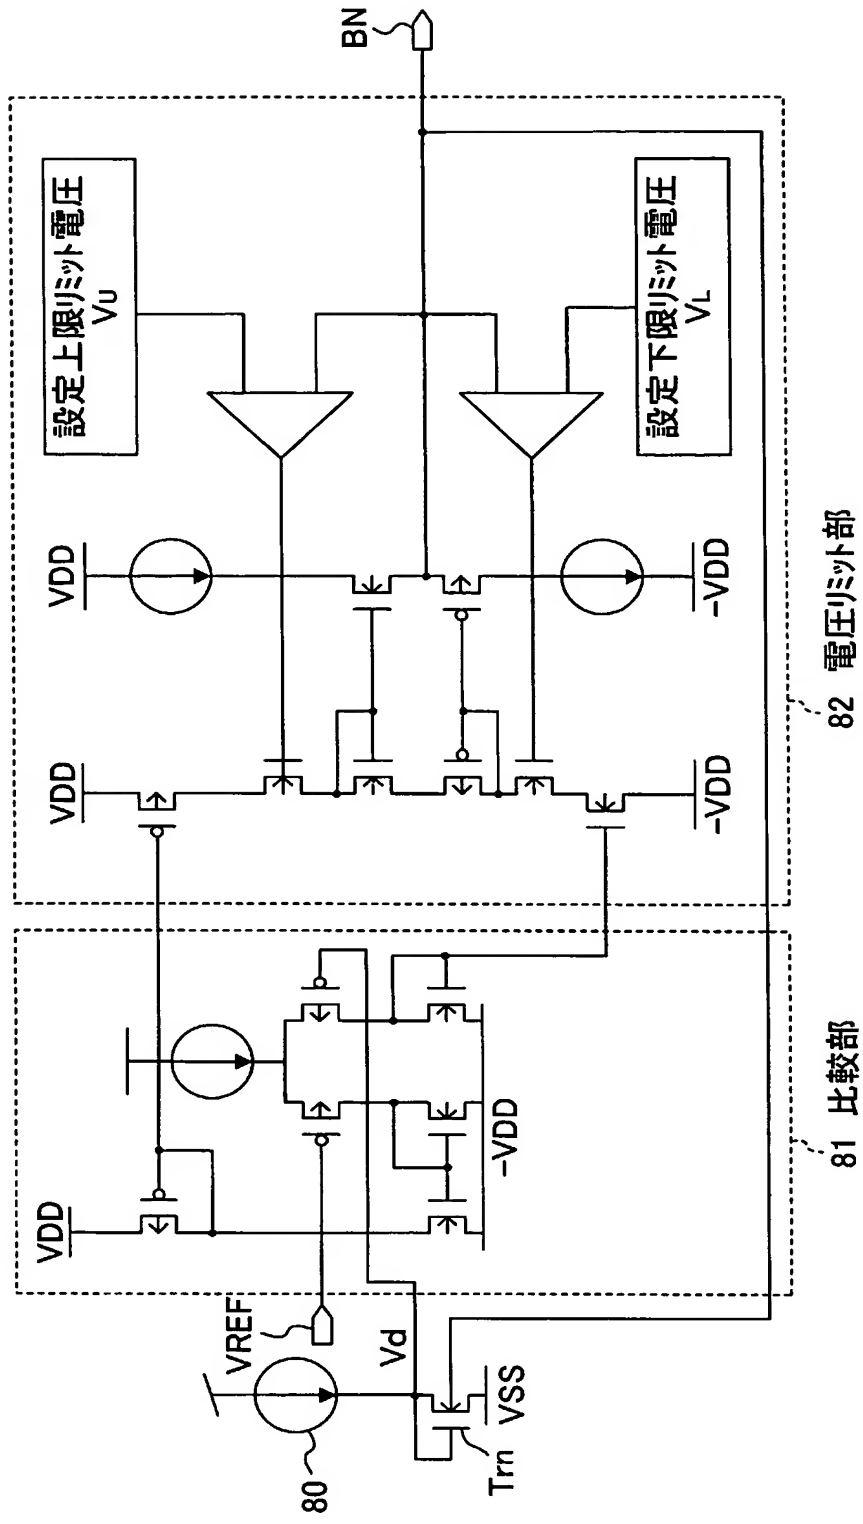 BN
設定上限リミット電圧
VU
設定下限リミット電圧
VL
VDD
-VDD
VDD
-VDD
82 電圧リミット部
VDD
-VDD
81 比較部
VREF
Vd
80
VSS
Trn